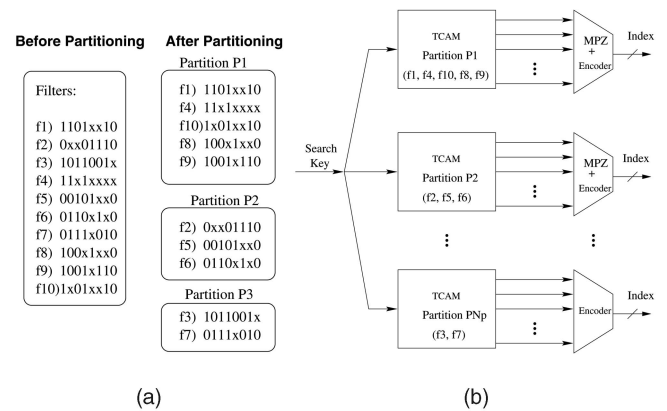 Before Partitioning
Filters:
f1) 1101xx10
f2) 0xx01110
f3) 1011001x
f4) 11x1xxxx
f5) 00101xx0
f6) 0110x1x0
f7) 0111x010
f8) 100x1xx0
f9) 1001x110
f10)1x01xx10
After Partitioning
Partition P1
f1) 1101xx10
f4) 11x1xxxx
f10)1x01xx10
f8) 100x1xx0
f9) 1001x110
Partition P2
f2) 0xx01110
f5) 00101xx0
f6) 0110x1x0
Partition P3
f3) 1011001x
f7) 0111x010
(a)
Search
Key
TCAM
Partition P1
(f1, f4, f10, f8, f9)
MPZ
+
Encoder
Index
TCAM
Partition P2
(f2, f5, f6)
MPZ
+
Encoder
Index
TCAM
Partition PNp
(f3, f7)
Encoder
Index
(b)